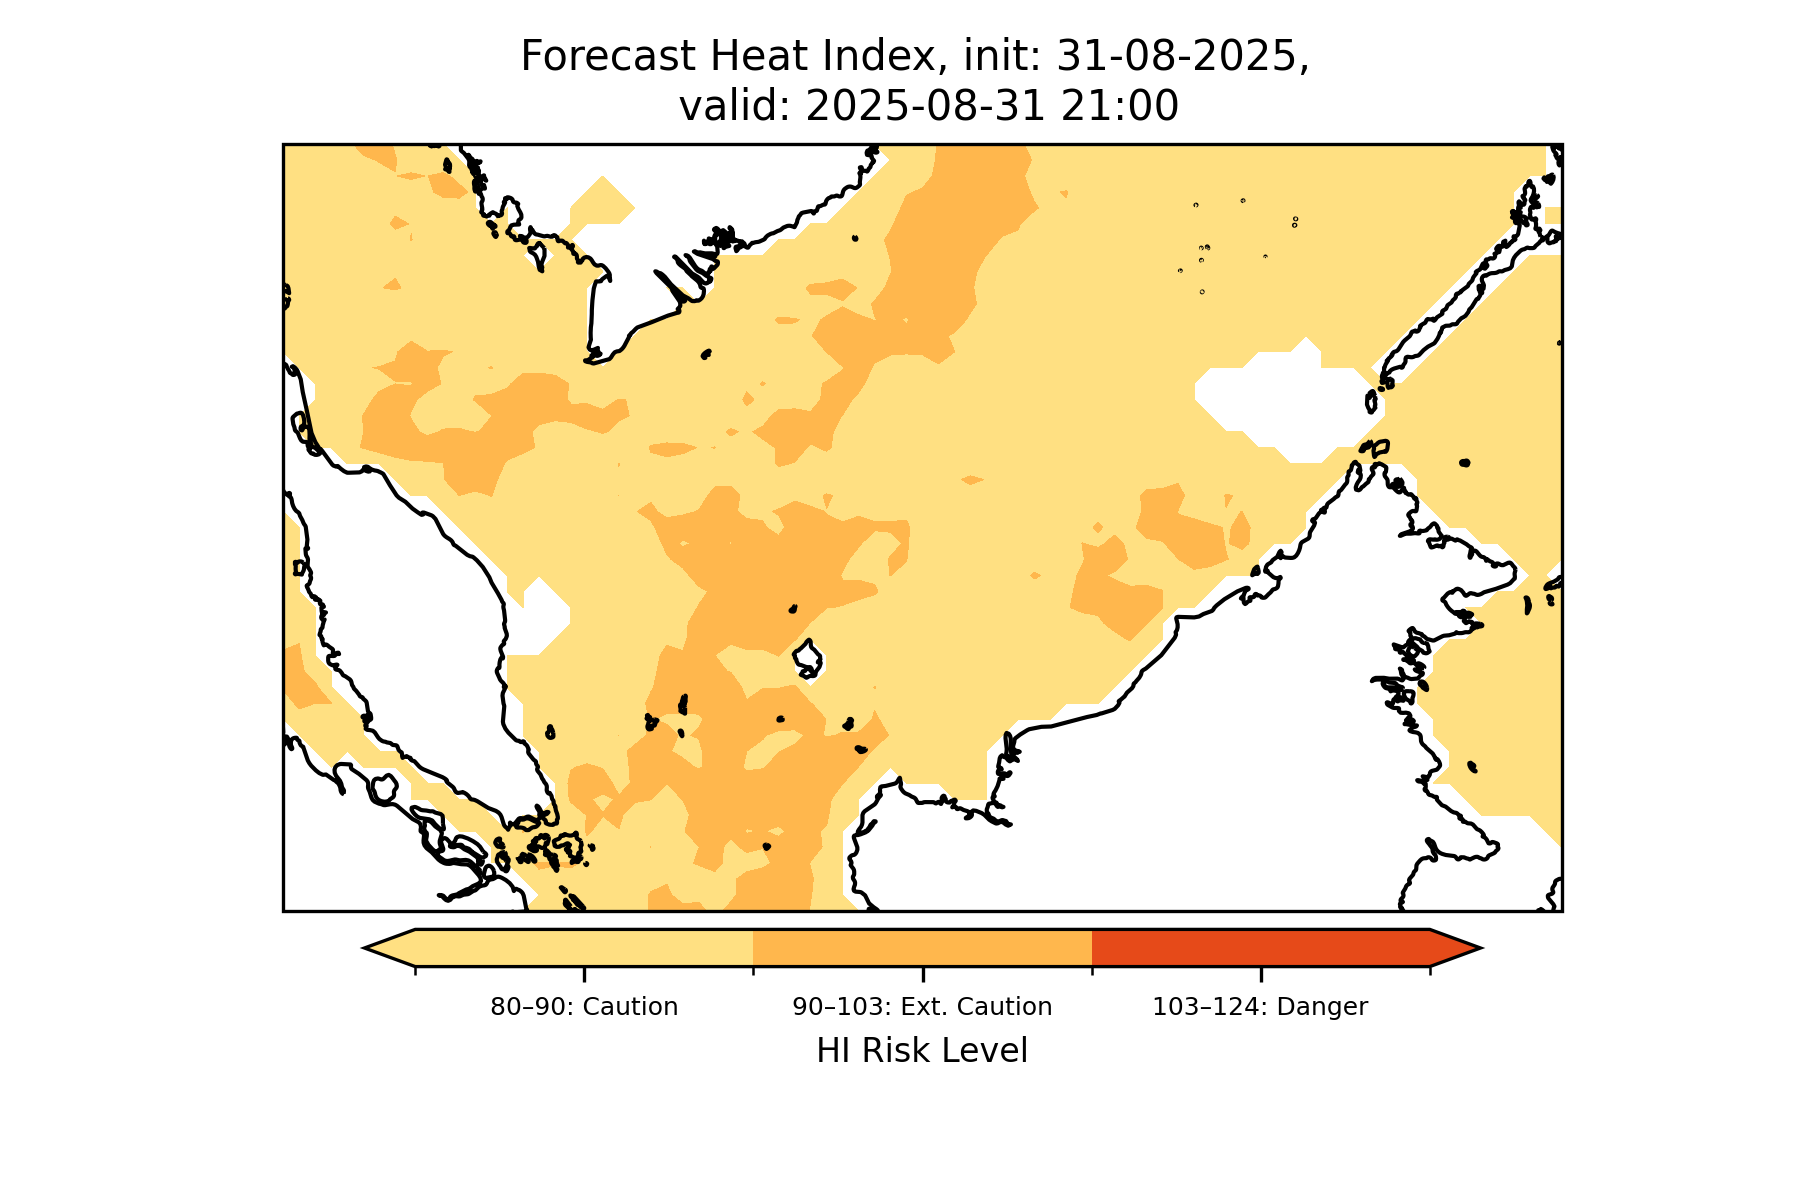 Forecast Heat Index, init: 31-08-2025,
valid: 2025-08-31 21:00
80–90: Caution
90–103: Ext. Caution
103–124: Danger
HI Risk Level